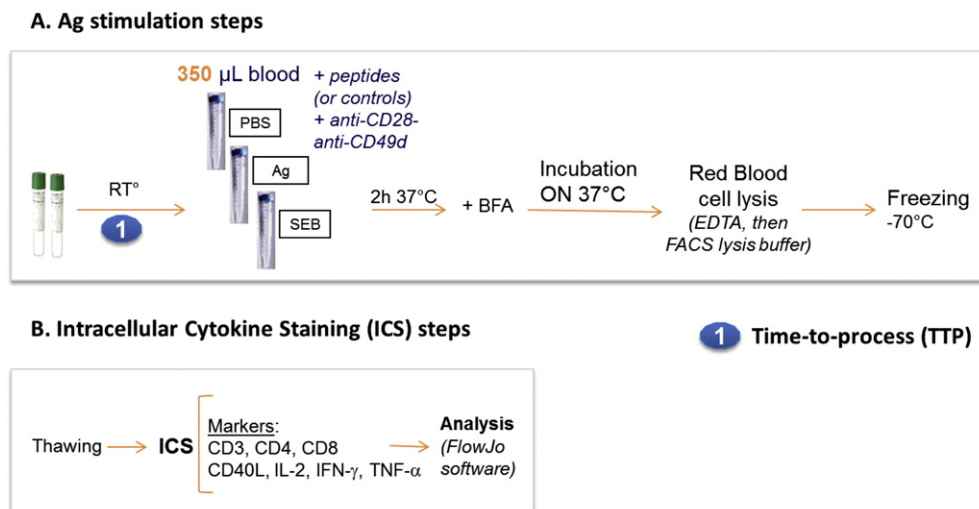 A. Ag stimulation steps
350 µL blood
+ peptides
(or controls)
+ anti-CD28-
anti-CD49d
PBS
Ag
SEB
RT°
1
2h 37°C
+ BFA
Incubation
ON 37°C
Red Blood
cell lysis
(EDTA, then
FACS lysis buffer)
Freezing
-70°C
B. Intracellular Cytokine Staining (ICS) steps
1 Time-to-process (TTP)
Thawing
ICS
Markers:
CD3, CD4, CD8
CD40L, IL-2, IFN-γ, TNF-α
Analysis
(FlowJo
software)